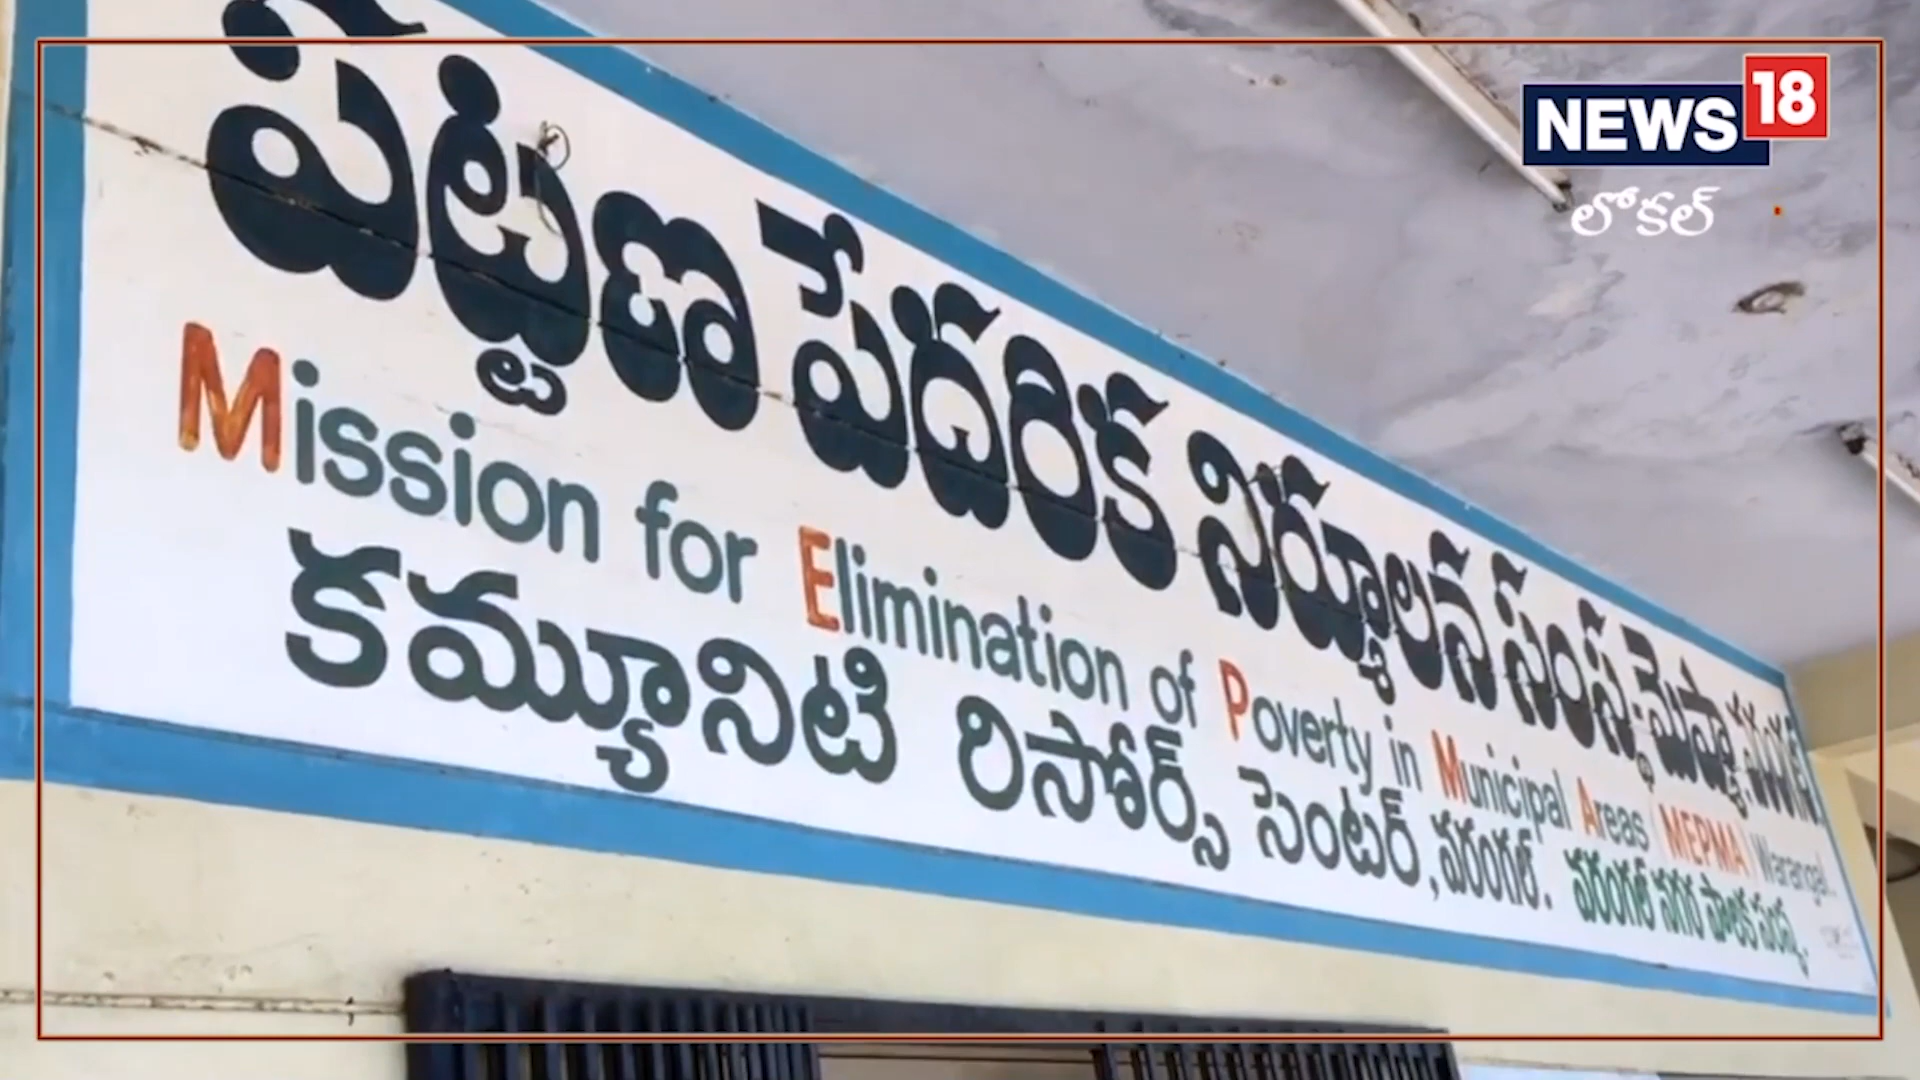 పట్టణ పేదరిక నిర్మూలన సంస్థ-మెప్మా, వరంగల్
Mission for Elimination of Poverty in Municipal Areas (MEPMA) Warangal.
కమ్యూనిటి రిసోర్స్ సెంటర్, వరంగల్. వరంగల్ నగర పాలక సంస్థ.
NEWS 18
లోకల్